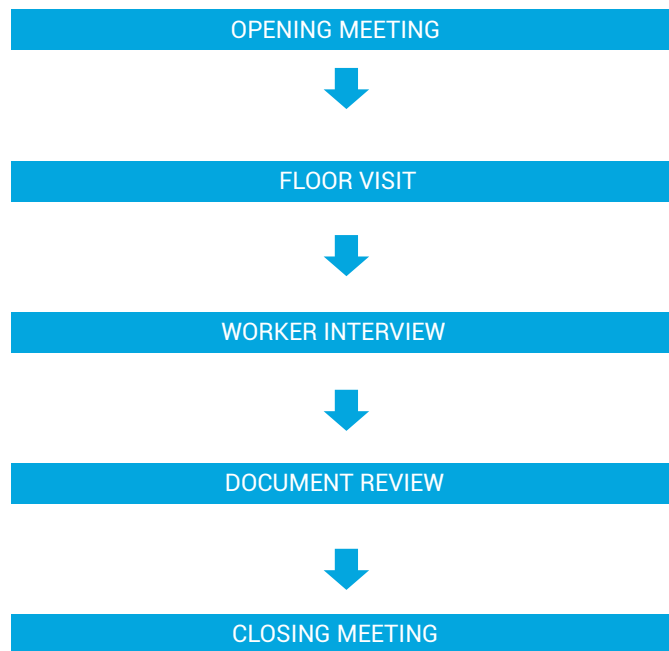 OPENING MEETING
FLOOR VISIT
WORKER INTERVIEW
DOCUMENT REVIEW
CLOSING MEETING